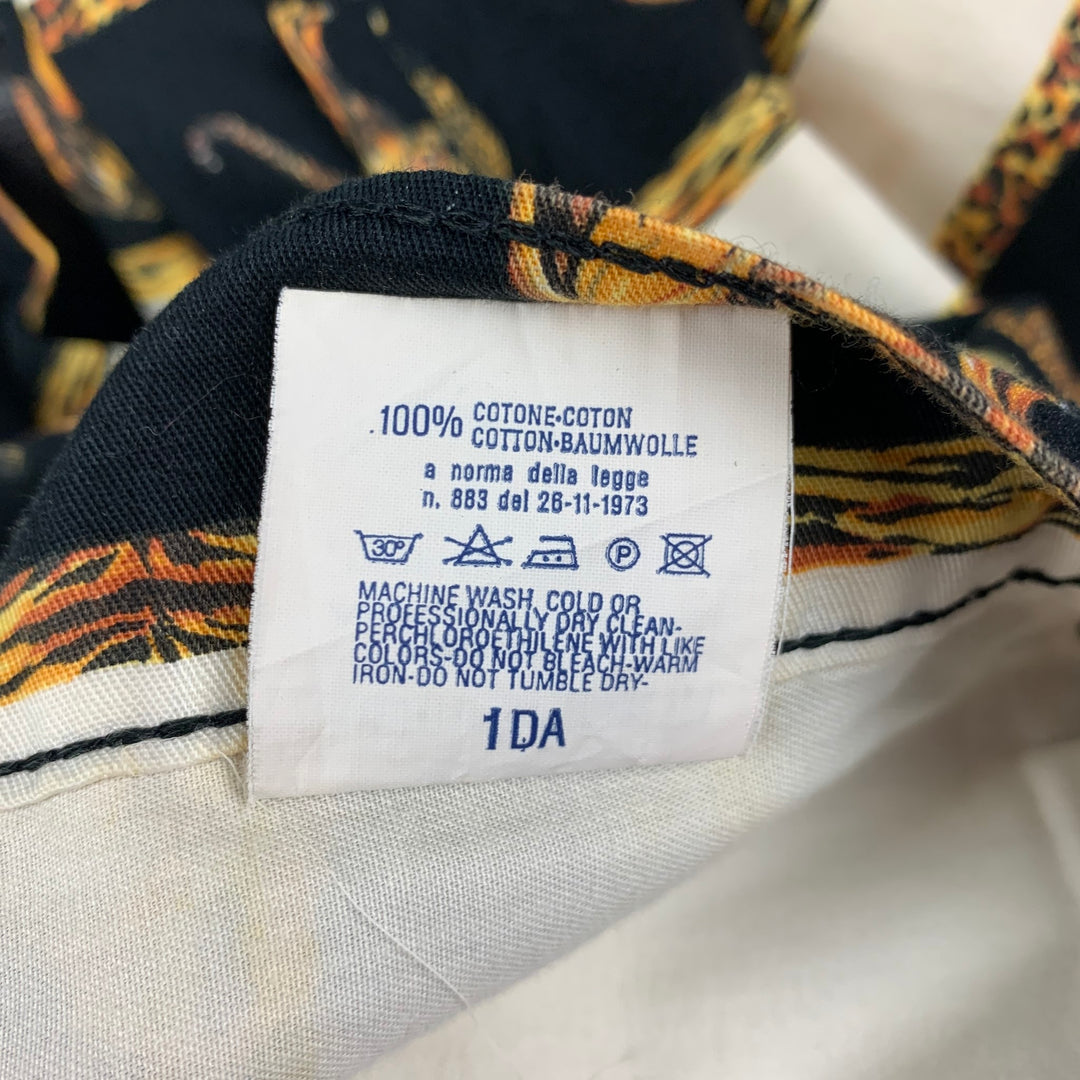 100% COTONE•COTON
COTTON•BAUMWOLLE
a norma della legge
n. 883 del 26-11-1973
30°
P
MACHINE WASH, COLD OR
PROFESSIONALLY DRY CLEAN-
PERCHLOROETHILENE WITH LIKE
COLORS-DO NOT BLEACH-WARM
IRON-DO NOT TUMBLE DRY-
1DA